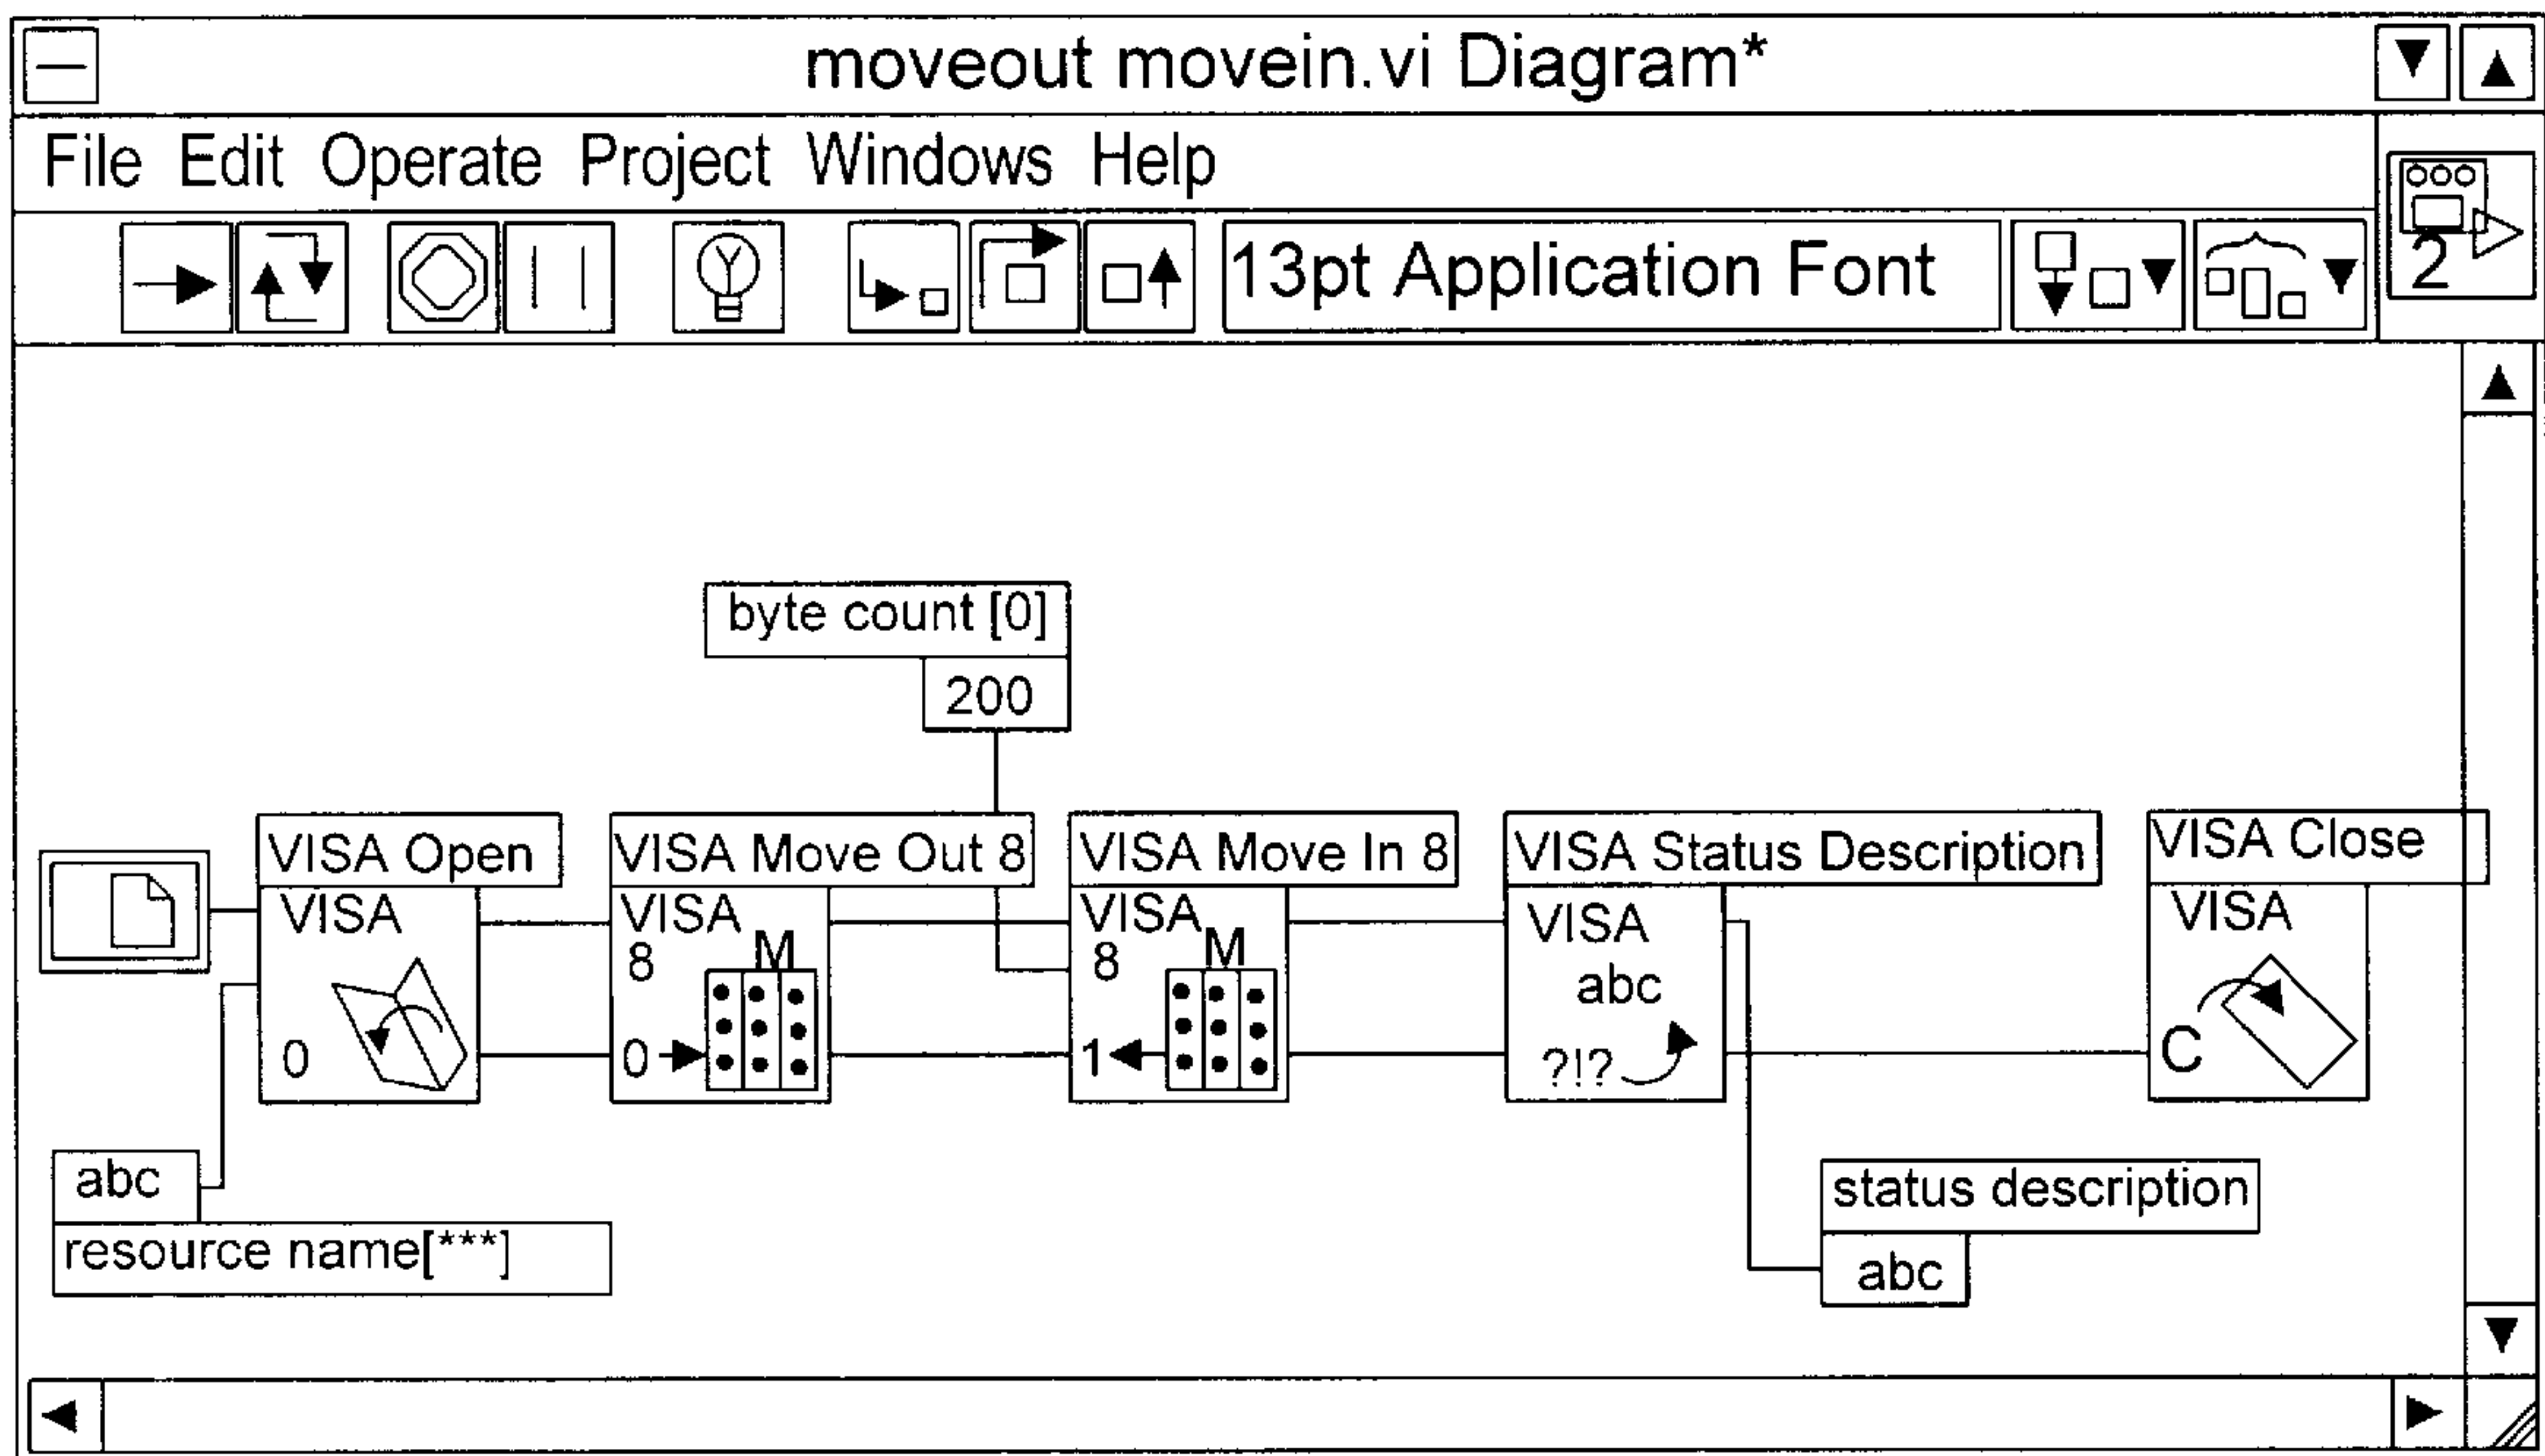 moveout movein.vi Diagram*
File Edit Operate Project Windows Help
13pt Application Font
2
byte count [0]
200
VISA Open
VISA Move Out 8
VISA Move In 8
VISA Status Description
VISA Close
VISA
0
VISA
8
M
0
VISA
8
M
1
VISA
abc
?!?
VISA
C
abc
resource name[***]
status description
abc